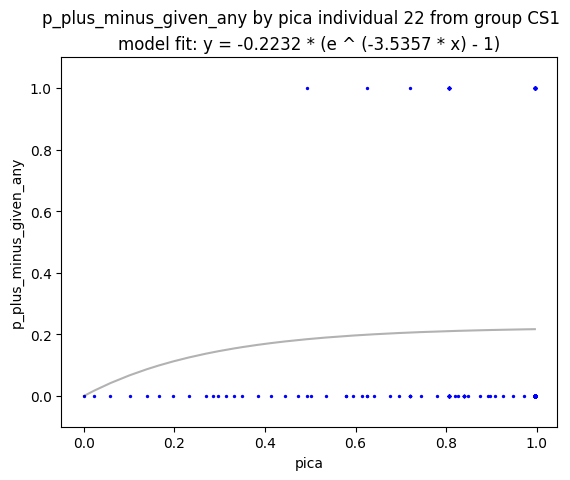 p_plus_minus_given_any by pica individual 22 from group CS1
model fit: y = -0.2232 * (e ^ (-3.5357 * x) - 1)
1.0
0.8
0.6
0.4
0.2
0.0
p_plus_minus_given_any
0.0 0.2 0.4 0.6 0.8 1.0
pica